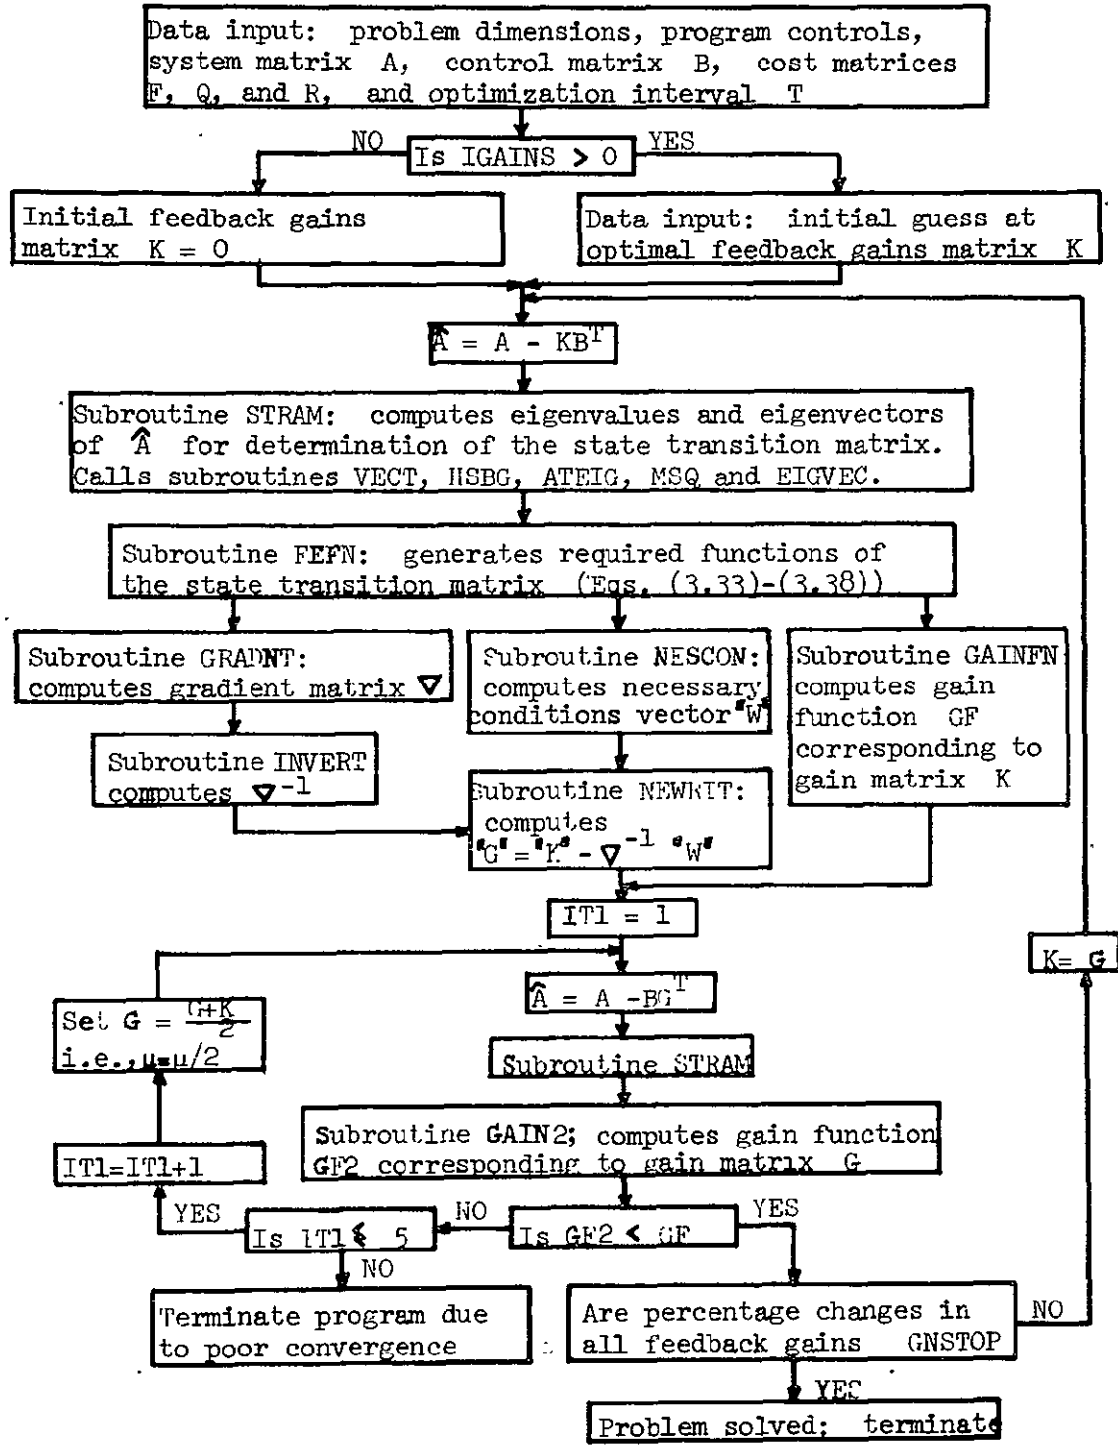 Data input: problem dimensions, program controls,
system matrix A, control matrix B, cost matrices
F, Q, and R, and optimization interval T
NO
Is IGAINS > 0
YES
Initial feedback gains
matrix K = 0
Data input: initial guess at
optimal feedback gains matrix K
Â = A - KB^T
Subroutine STRAM: computes eigenvalues and eigenvectors
of Â for determination of the state transition matrix.
Calls subroutines VECT, HSBG, ATEIG, MSQ and EIGVEC.
Subroutine FEFN: generates required functions of
the state transition matrix (Eqs. (3.33)-(3.38))
Subroutine GRADNT:
computes gradient matrix ∇
Subroutine INVERT
computes ∇^-1
Subroutine NESCON:
computes necessary
conditions vector "W"
Subroutine NEWKIT:
computes
"G" = "K" - ∇^-1 "W"
Subroutine GAINFN
computes gain
function GF
corresponding to
gain matrix K
IT1 = 1
K= G
Â = A -BG^T
Set G = G+K/2
i.e., μ=μ/2
Subroutine STRAM
Subroutine GAIN2; computes gain function
GF2 corresponding to gain matrix G
IT1=IT1+1
YES
Is IT1 ≤ 5
NO
Is GF2 < GF
YES
NO
Terminate program due
to poor convergence
Are percentage changes in
all feedback gains GNSTOP
NO
YES
Problem solved; terminate